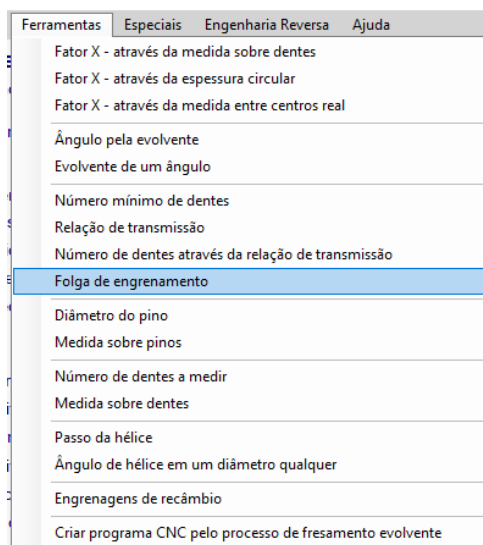 Ferramentas Especiais Engenharia Reversa Ajuda
Fator X - através da medida sobre dentes
Fator X - através da espessura circular
Fator X - através da medida entre centros real
Ângulo pela evolvente
Evolvente de um ângulo
Número mínimo de dentes
Relação de transmissão
Número de dentes através da relação de transmissão
Folga de engrenamento
Diâmetro do pino
Medida sobre pinos
Número de dentes a medir
Medida sobre dentes
Passo da hélice
Ângulo de hélice em um diâmetro qualquer
Engrenagens de recâmbio
Criar programa CNC pelo processo de fresamento evolvente